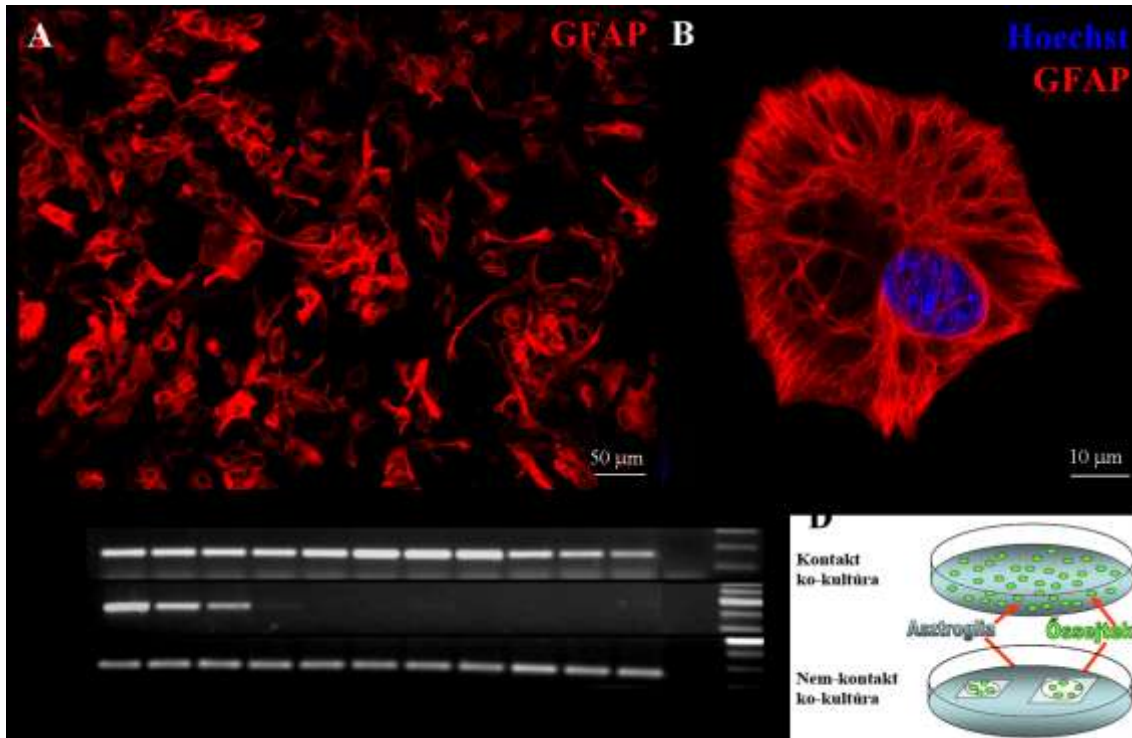 A
GFAP
B
Hoechst
GFAP
50 µm
10 µm
D
Kontakt
ko-kultúra
Asztroglia
Őssejtek
Nem-kontakt
ko-kultúra